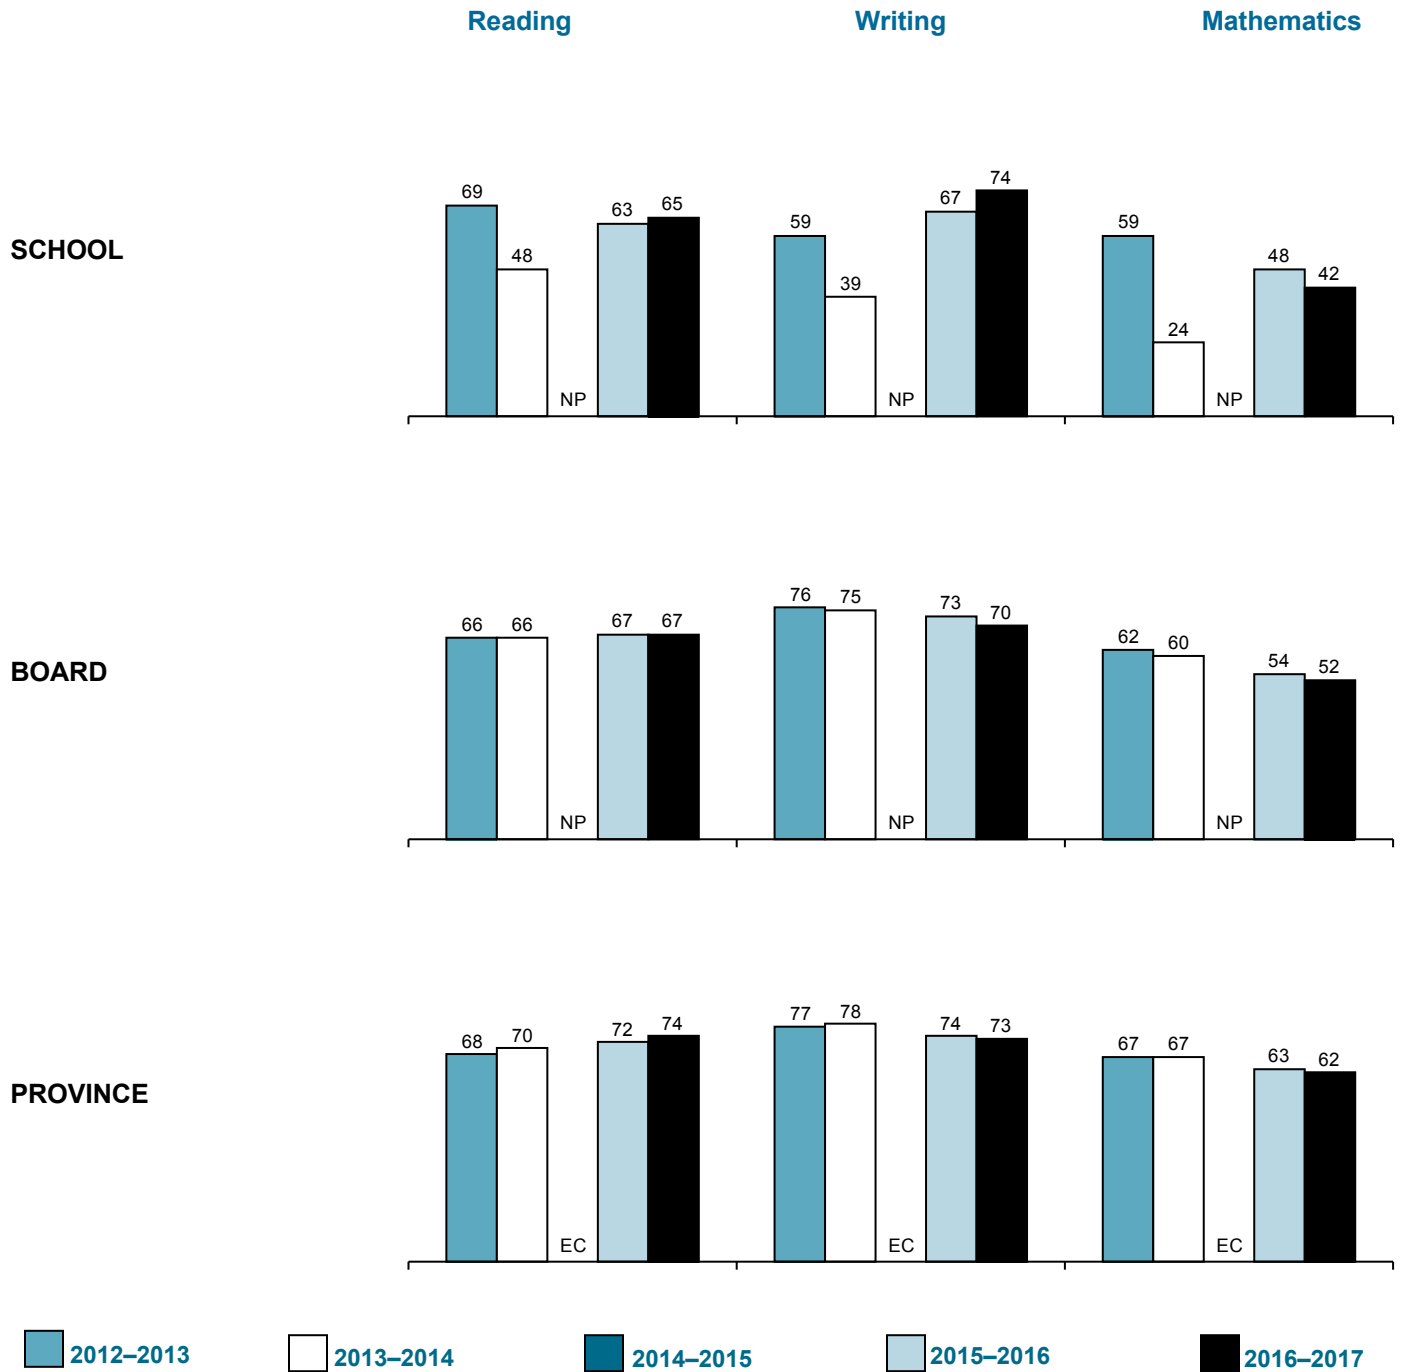 Reading Writing Mathematics
SCHOOL
69 48 NP 63 65 59 39 NP 67 74 59 24 NP 48 42
BOARD
66 66 NP 67 67 76 75 NP 73 70 62 60 NP 54 52
PROVINCE
68 70 EC 72 74 77 78 EC 74 73 67 67 EC 63 62
2012–2013 2013–2014 2014–2015 2015–2016 2016–2017